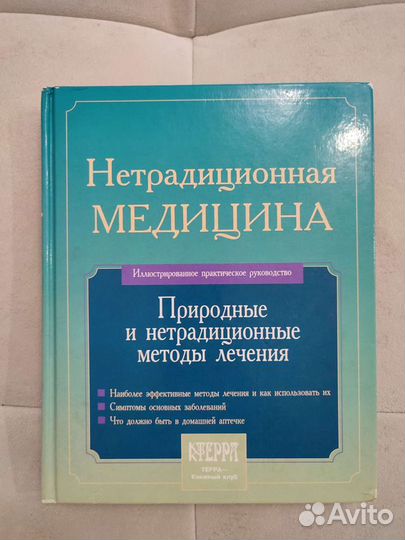 Нетрадиционная
МЕДИЦИНА
Иллюстрированное практическое руководство
Природные
и нетрадиционные
методы лечения
Наиболее эффективные методы лечения и как использовать их
Симптомы основных заболеваний
Что должно быть в домашней аптечке
ТЕРРА
ТЕРРА—
Книжный клуб
Avito